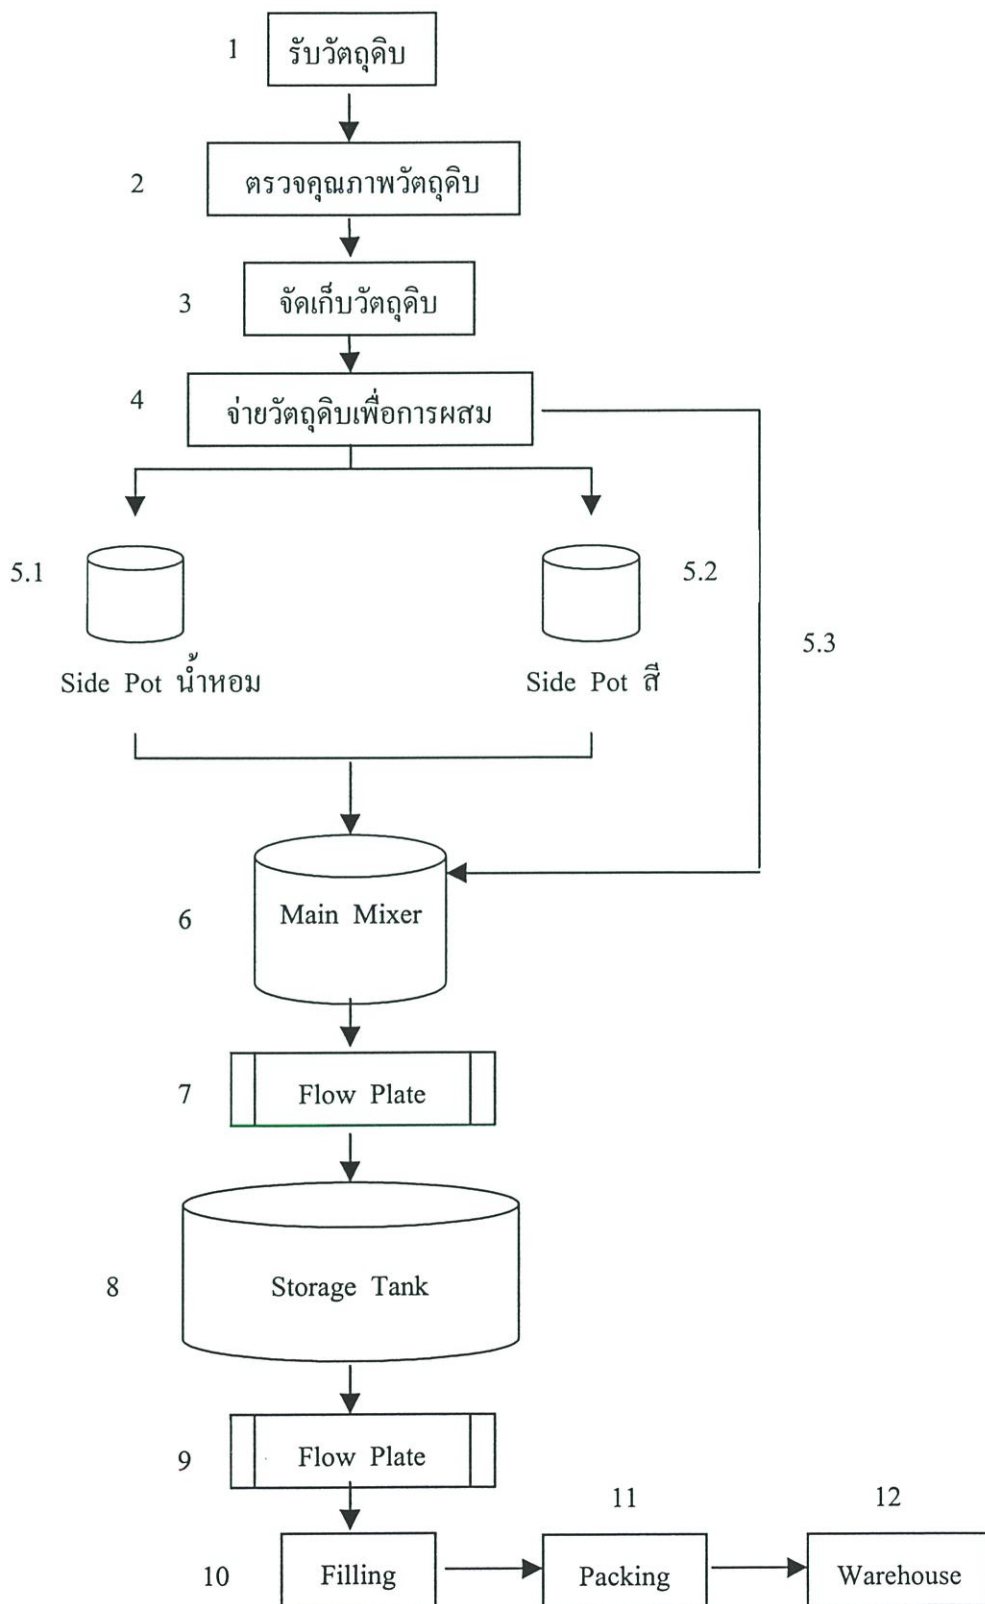 1 รับวัตถุดิบ
2 ตรวจคุณภาพวัตถุดิบ
3 จัดเก็บวัตถุดิบ
4 จ่ายวัตถุดิบเพื่อการผสม
5.1
5.2
5.3
Side Pot น้ำหอม
Side Pot สี
6 Main Mixer
7 Flow Plate
8 Storage Tank
9 Flow Plate
11
12
10 Filling
Packing
Warehouse